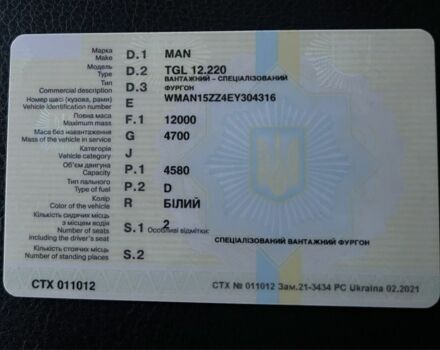 Марка D.1 MAN
Make
Модель D.2 TGL 12.220
Type
Тип D.3 ВАНТАЖНИЙ - СПЕЦІАЛІЗОВАНИЙ
Commercial description ФУРГОН
Номер шасі (кузова, рами) E WMAN15ZZ4EY304316
Vehicle identification number
Повна маса F.1 12000
Maximum mass
Маса без навантаження G 4700
Mass of the vehicle in service
Категорія J
Vehicle category
Об'єм двигуна P.1 4580
Capacity
Тип пального P.2 D
Type of fuel
Колір R БІЛИЙ
Color of the vehicle
Кількість сидячих місць
з місцем водія S.1 2
Number of seats Особливі відмітки:
including the driver's seat СПЕЦІАЛІЗОВАНИЙ ВАНТАЖНИЙ ФУРГОН
Кількість стоячих місць S.2
Number of standing places
СТХ 011012 СТХ № 011012 Зам.21-3434 PC Ukraina 02.2021